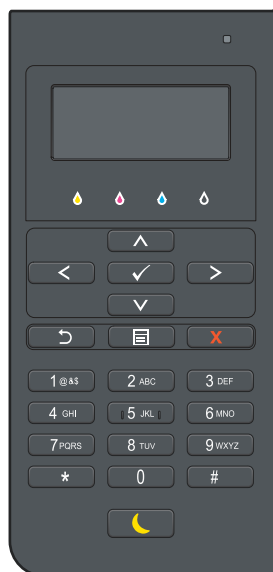 X
1 @&$ 2 ABC 3 DEF
4 GHI 5 JKL 6 MNO
7 PQRS 8 TUV 9 WXYZ
* 0 #